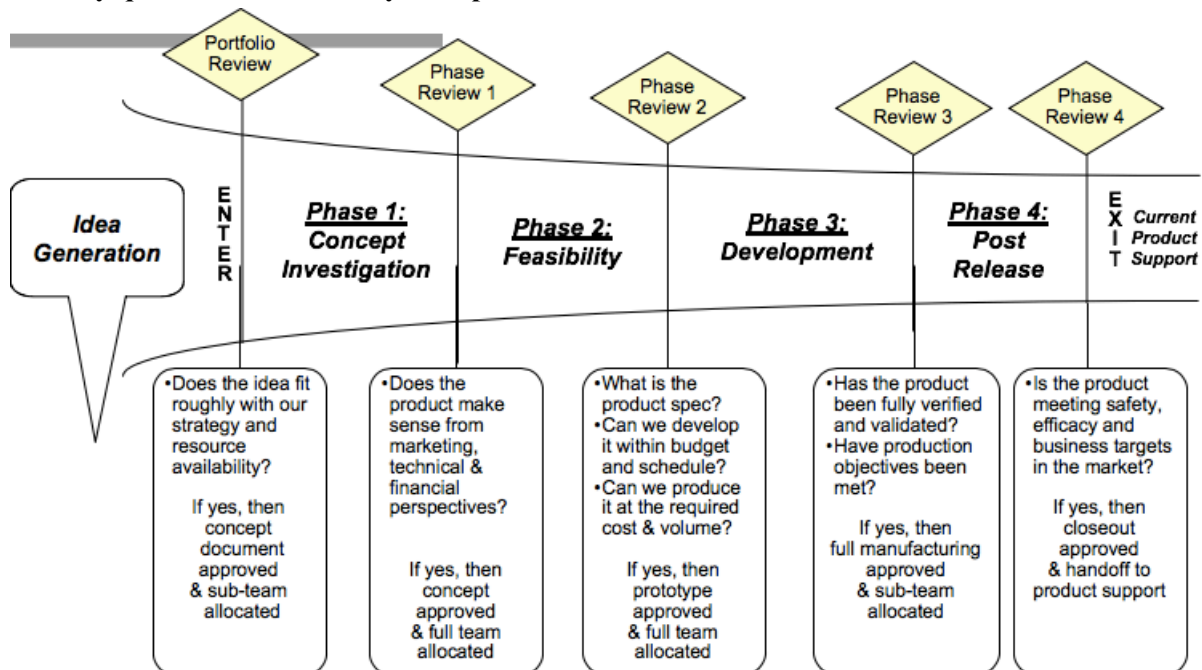 Portfolio
Review
Phase
Review 1
Phase
Review 2
Phase
Review 3
Phase
Review 4
Idea
Generation
ENTER
Phase 1:
Concept
Investigation
Phase 2:
Feasibility
Phase 3:
Development
Phase 4:
Post
Release
EXIT
Current
Product
Support
•Does the idea fit
roughly with our
strategy and
resource
availability?
If yes, then
concept
document
approved
& sub-team
allocated
•Does the
product make
sense from
marketing,
technical &
financial
perspectives?
If yes, then
concept
approved
& full team
allocated
•What is the
product spec?
•Can we develop
it within budget
and schedule?
•Can we produce
it at the required
cost & volume?
If yes, then
prototype
approved
& full team
allocated
•Has the product
been fully verified
and validated?
•Have production
objectives been
met?
If yes, then
full manufacturing
approved
& sub-team
allocated
•Is the product
meeting safety,
efficacy and
business targets
in the market?
If yes, then
closeout
approved
& handoff to
product support